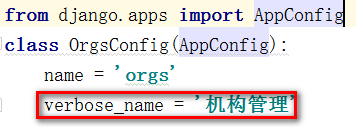 from django.apps import AppConfig
class OrgsConfig(AppConfig):
    name = 'orgs'
    verbose_name = '机构管理'